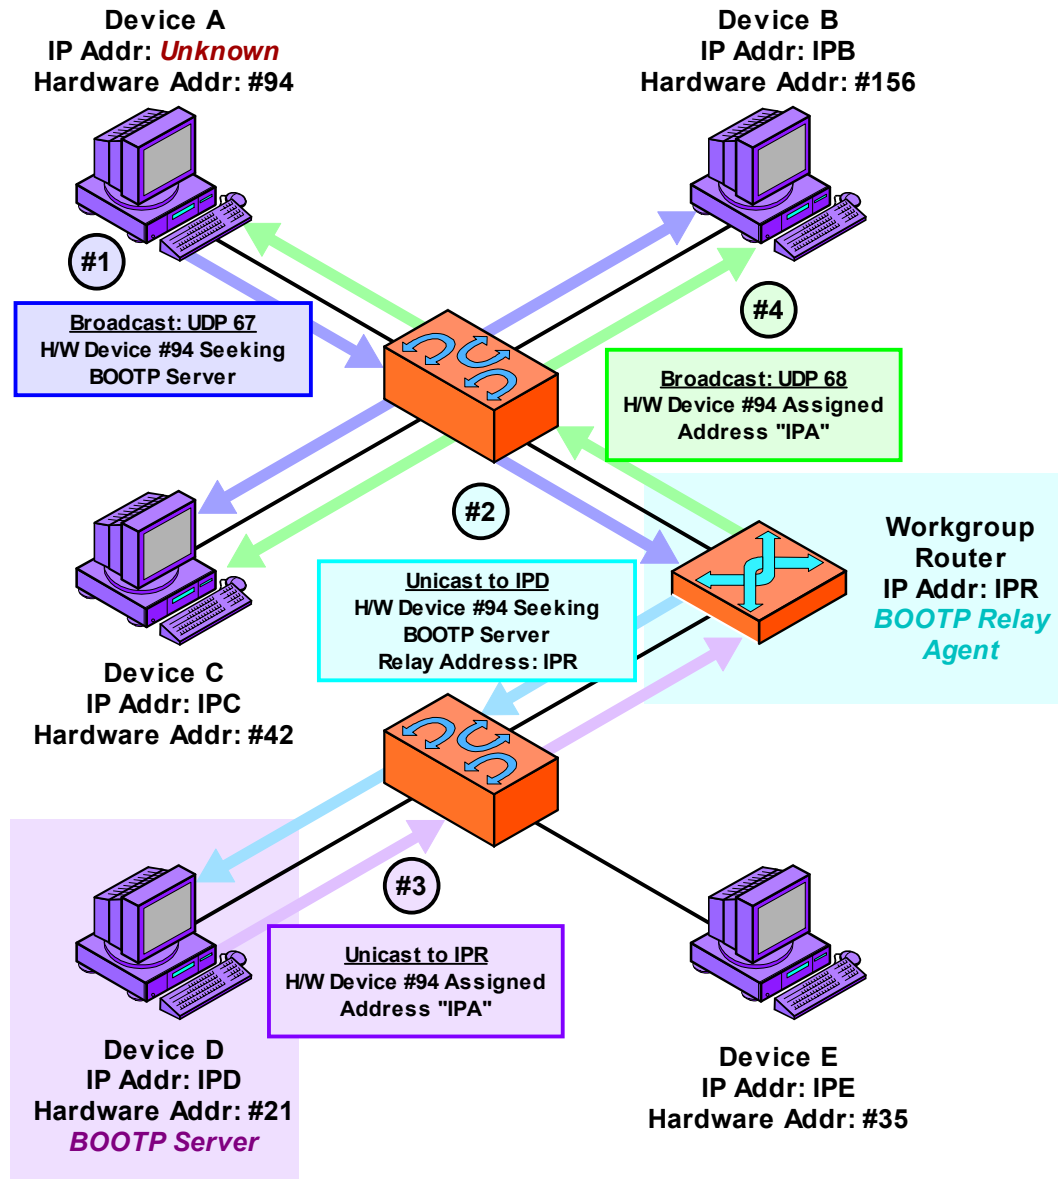 Device A
IP Addr: Unknown
Hardware Addr: #94
Device B
IP Addr: IPB
Hardware Addr: #156
#1
Broadcast: UDP 67
H/W Device #94 Seeking
BOOTP Server
#4
Broadcast: UDP 68
H/W Device #94 Assigned
Address "IPA"
#2
Unicast to IPD
H/W Device #94 Seeking
BOOTP Server
Relay Address: IPR
Workgroup
Router
IP Addr: IPR
BOOTP Relay
Agent
Device C
IP Addr: IPC
Hardware Addr: #42
#3
Unicast to IPR
H/W Device #94 Assigned
Address "IPA"
Device D
IP Addr: IPD
Hardware Addr: #21
BOOTP Server
Device E
IP Addr: IPE
Hardware Addr: #35